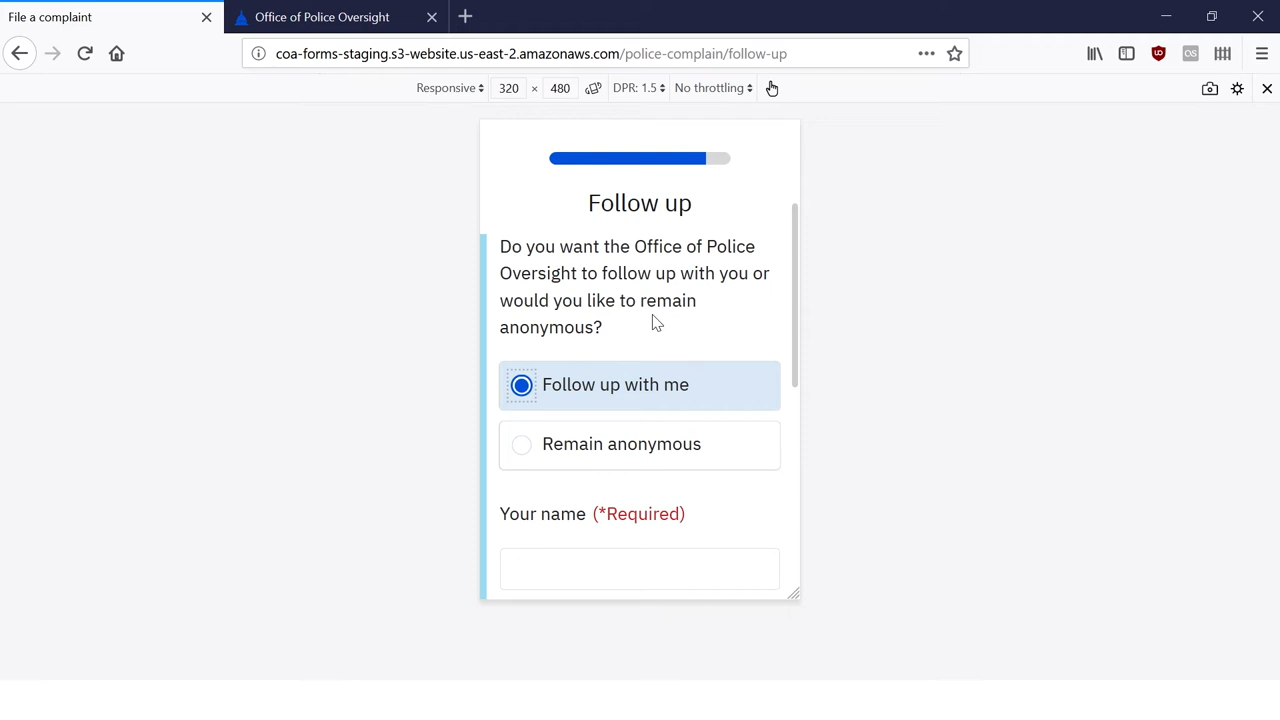 File a complaint
Office of Police Oversight
coa-forms-staging.s3-website.us-east-2.amazonaws.com/police-complain/follow-up
Responsive 320 × 480 DPR: 1.5 No throttling
Follow up
Do you want the Office of Police
Oversight to follow up with you or
would you like to remain
anonymous?
Follow up with me
Remain anonymous
Your name (*Required)